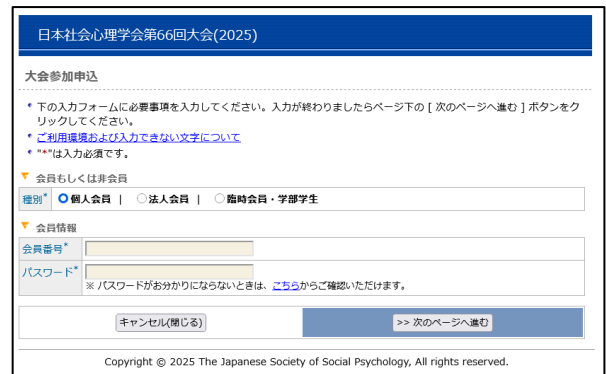 日本社会心理学会第66回大会(2025)
大会参加申込
下の入力フォームに必要事項を入力してください。入力が終わりましたらページ下の [ 次のページへ進む ] ボタンをク
リックしてください。
ご利用環境および入力できない文字について
"*"は入力必須です。
会員もしくは非会員
種別* 個人会員 | 法人会員 | 臨時会員・学部学生
会員情報
会員番号*
パスワード*
※ パスワードがお分かりにならないときは、こちらからご確認いただけます。
キャンセル(閉じる) >> 次のページへ進む
Copyright © 2025 The Japanese Society of Social Psychology, All rights reserved.